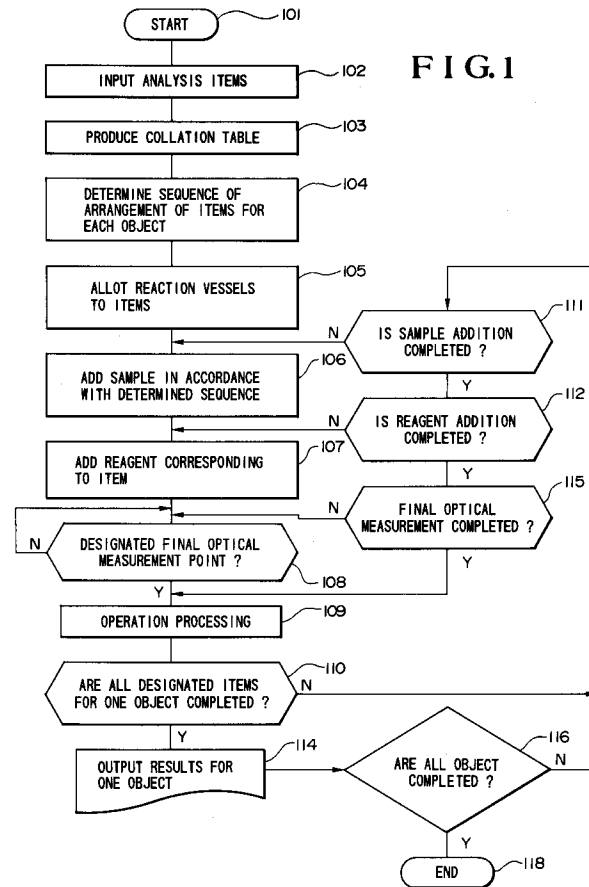 FIG.1
START
101
INPUT ANALYSIS ITEMS
102
PRODUCE COLLATION TABLE
103
DETERMINE SEQUENCE OF
ARRANGEMENT OF ITEMS FOR
EACH OBJECT
104
ALLOT REACTION VESSELS
TO ITEMS
105
N
IS SAMPLE ADDITION
COMPLETED ?
111
Y
ADD SAMPLE IN ACCORDANCE
WITH DETERMINED SEQUENCE
106
N
IS REAGENT ADDITION
COMPLETED ?
112
Y
ADD REAGENT CORRESPONDING
TO ITEM
107
N
FINAL OPTICAL
MEASUREMENT COMPLETED ?
115
Y
N
DESIGNATED FINAL OPTICAL
MEASUREMENT POINT ?
108
Y
OPERATION PROCESSING
109
ARE ALL DESIGNATED ITEMS
FOR ONE OBJECT COMPLETED ?
110
N
Y
OUTPUT RESULTS FOR
ONE OBJECT
114
ARE ALL OBJECT
COMPLETED ?
116
N
Y
END
118